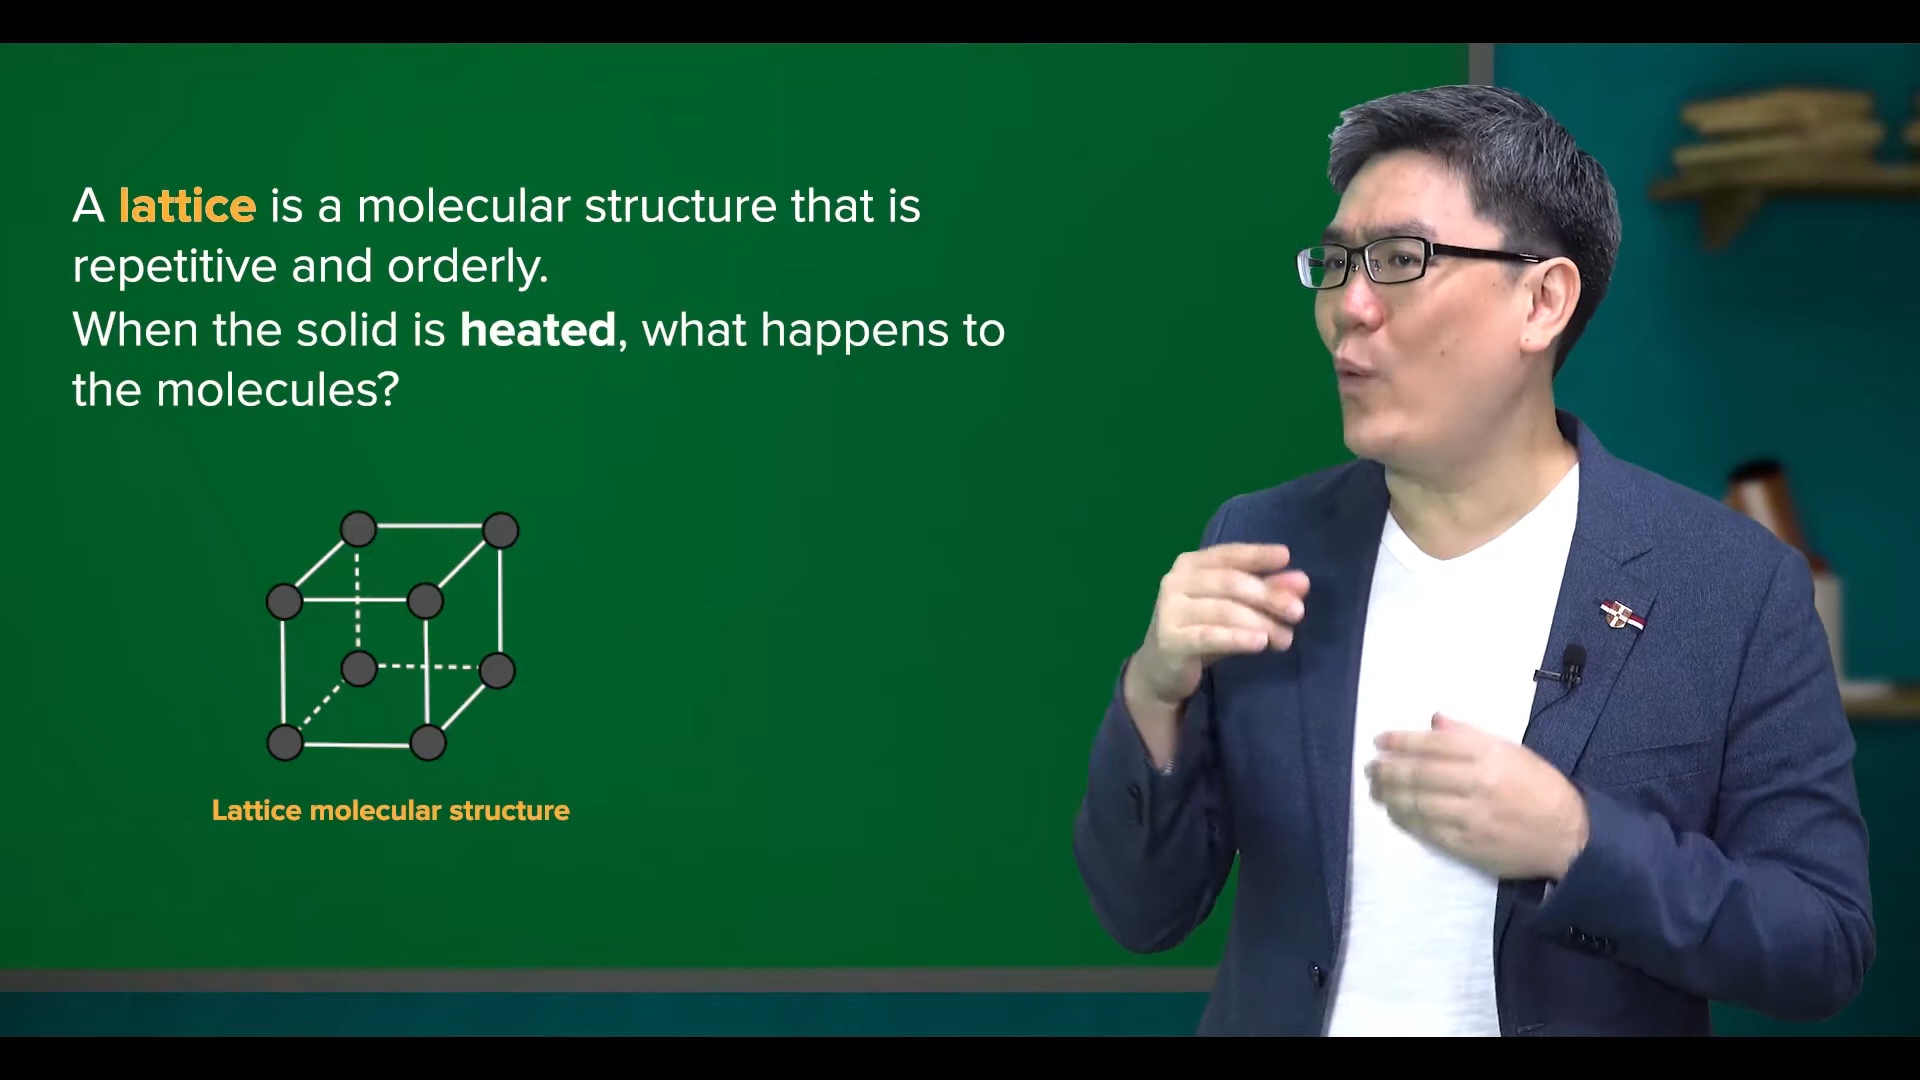 A lattice is a molecular structure that is
repetitive and orderly.
When the solid is heated, what happens to
the molecules?
Lattice molecular structure